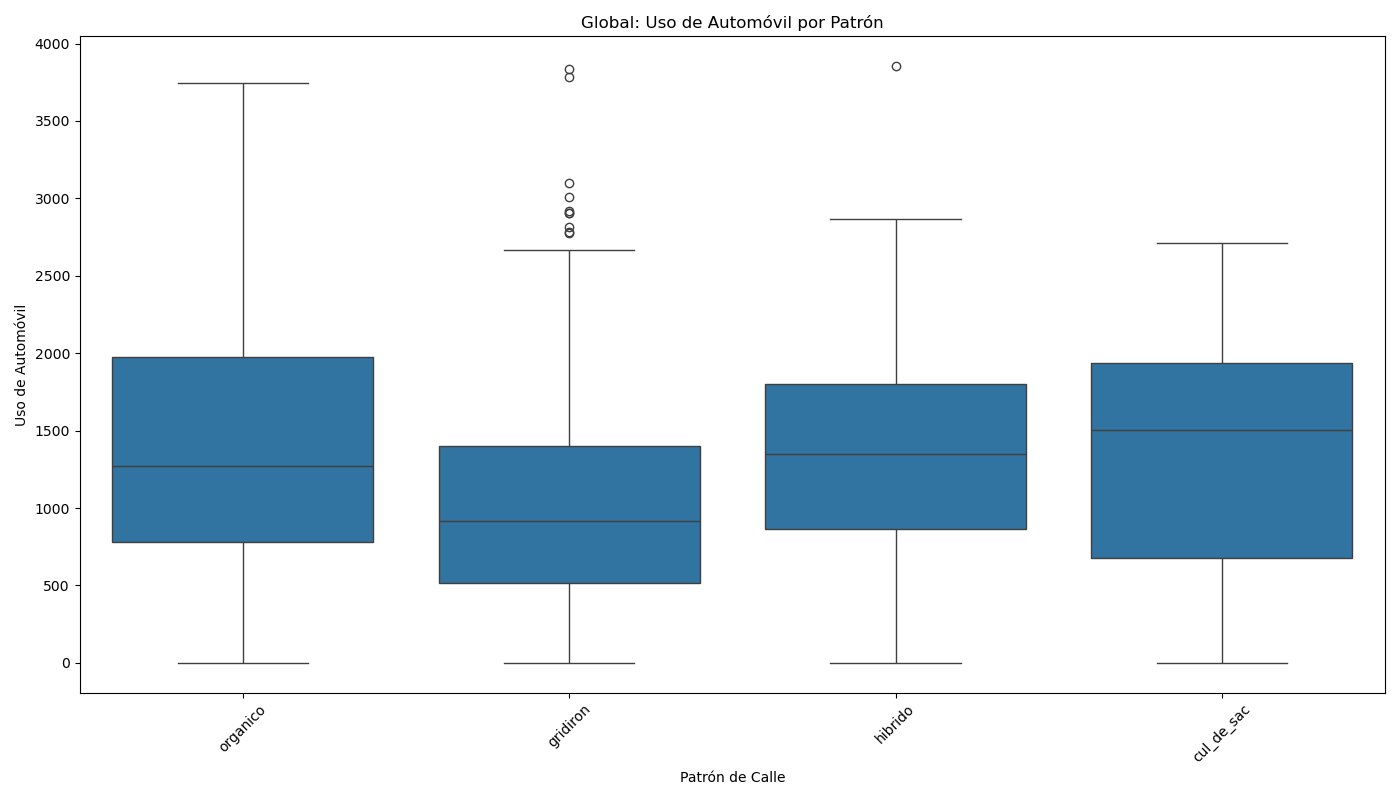 Global: Uso de Automóvil por Patrón
Uso de Automóvil
4000
3500
3000
2500
2000
1500
1000
500
0
organico
gridiron
hibrido
cul_de_sac
Patrón de Calle